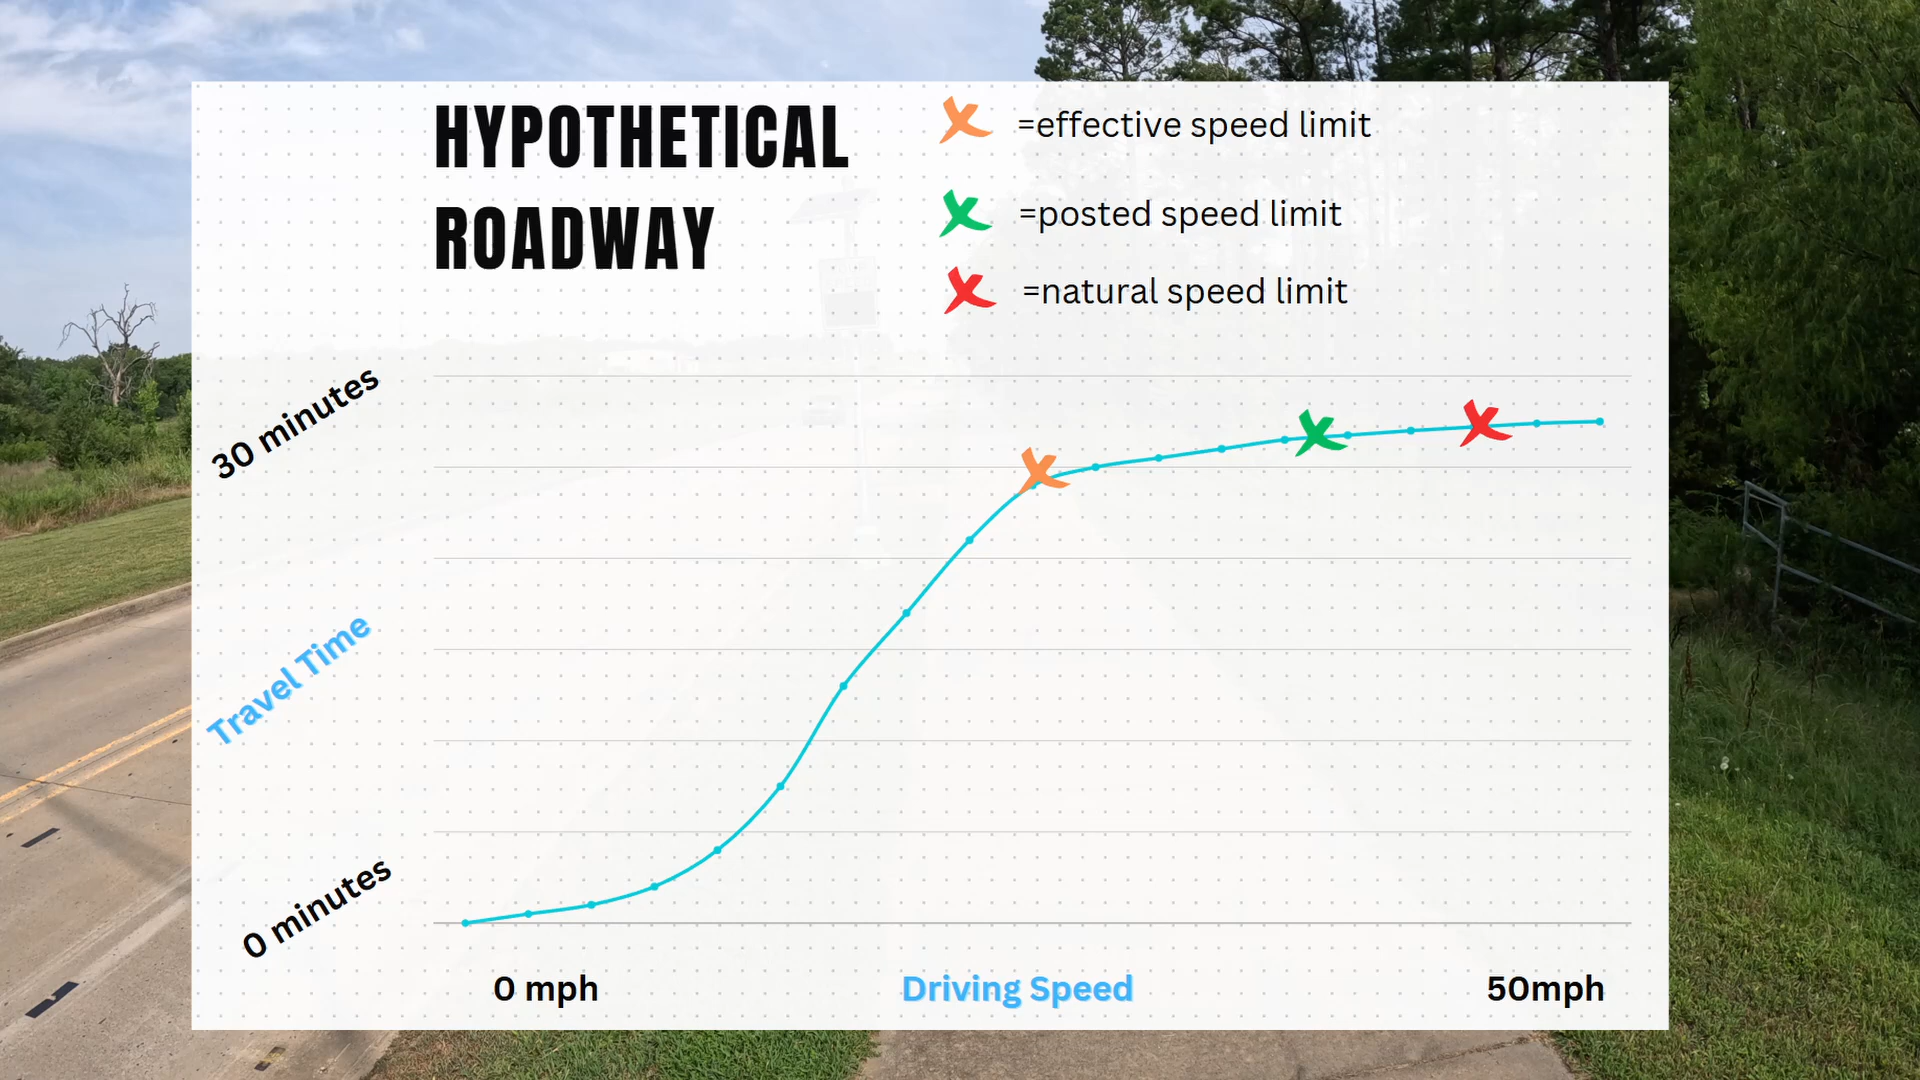 HYPOTHETICAL
ROADWAY
=effective speed limit
=posted speed limit
=natural speed limit
30 minutes
Travel Time
0 minutes
0 mph
Driving Speed
50mph